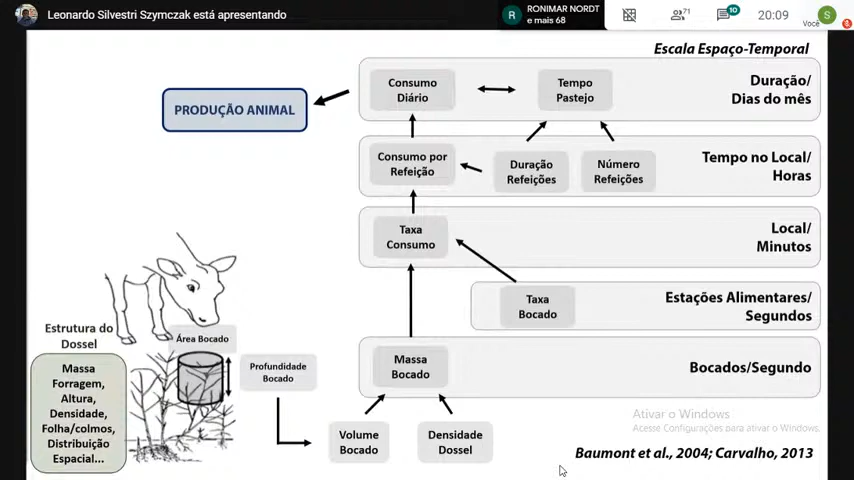 Leonardo Silvestri Szymczak está apresentando
R
RONIMAR NORDT
e mais 68
71
10
20:09
Você
S
Escala Espaço-Temporal
PRODUÇÃO ANIMAL
Consumo
Diário
Tempo
Pastejo
Duração/
Dias do mês
Consumo por
Refeição
Duração
Refeições
Número
Refeições
Tempo no Local/
Horas
Taxa
Consumo
Local/
Minutos
Taxa
Bocado
Estações Alimentares/
Segundos
Estrutura do
Dossel
Área Bocado
Massa
Forragem,
Altura,
Densidade,
Folha/colmos,
Distribuição
Espacial...
Profundidade
Bocado
Massa
Bocado
Bocados/Segundo
Volume
Bocado
Densidade
Dossel
Ativar o Windows
Acesse Configurações para ativar o Windows.
Baumont et al., 2004; Carvalho, 2013